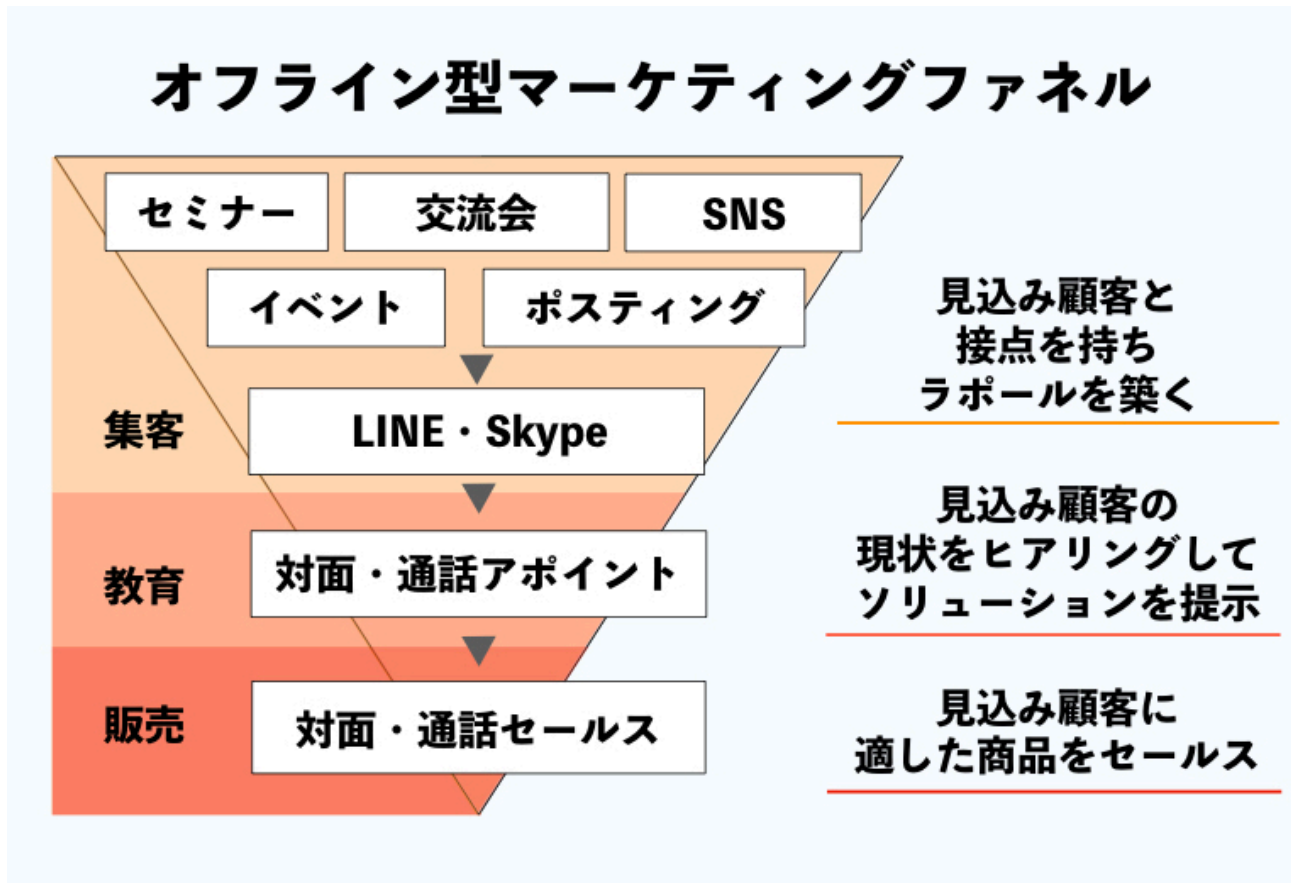 オフライン型マーケティングファネル
セミナー
交流会
SNS
イベント
ポスティング
集客
LINE・Skype
見込み顧客と
接点を持ち
ラポールを築く
教育
対面・通話アポイント
見込み顧客の
現状をヒアリングして
ソリューションを提示
販売
対面・通話セールス
見込み顧客に
適した商品をセールス